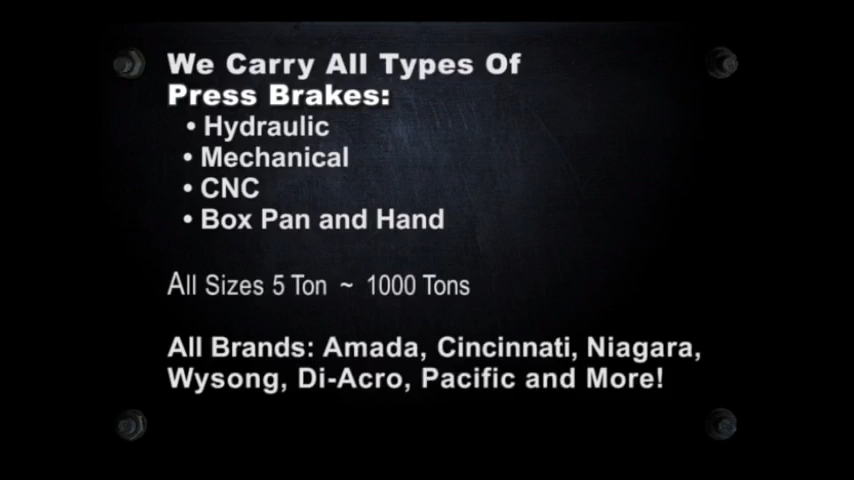 We Carry All Types Of
Press Brakes:
• Hydraulic
• Mechanical
• CNC
• Box Pan and Hand
All Sizes 5 Ton ~ 1000 Tons
All Brands: Amada, Cincinnati, Niagara,
Wysong, Di-Acro, Pacific and More!